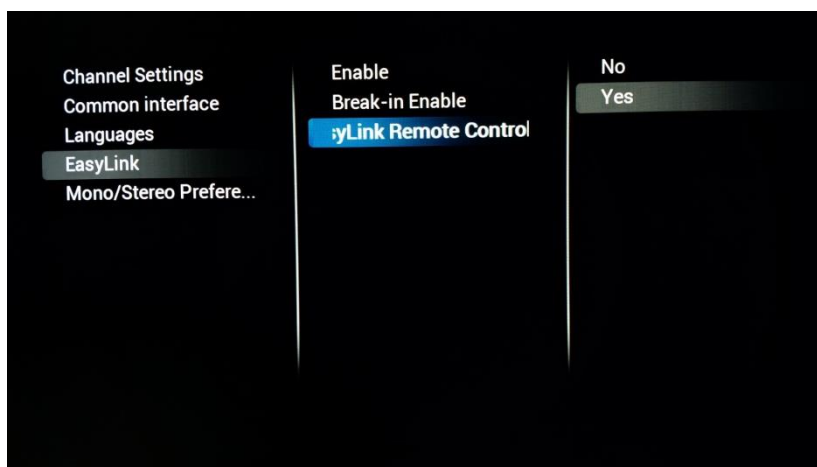 Channel Settings
Common interface
Languages
EasyLink
Mono/Stereo Prefere...
Enable
Break-in Enable
yLink Remote Control
No
Yes